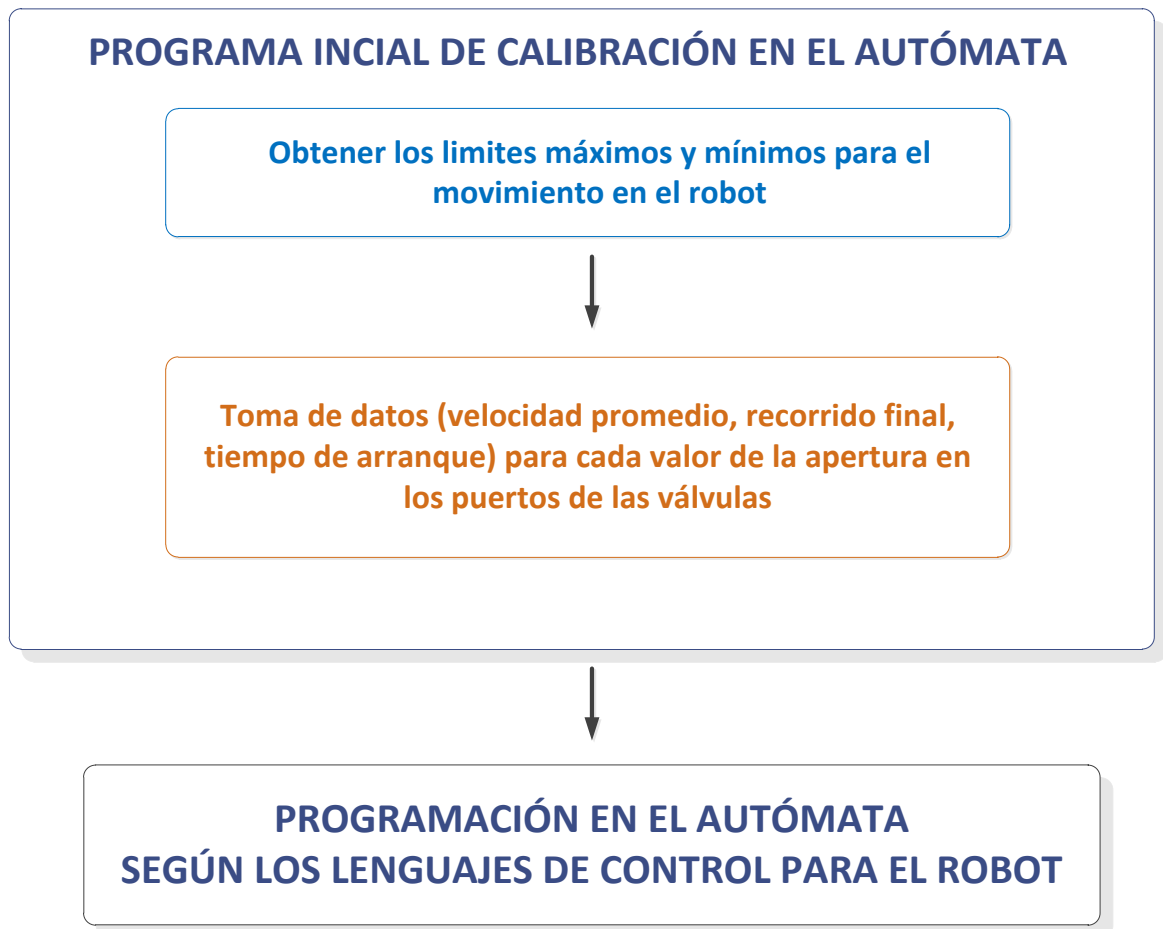 PROGRAMA INCIAL DE CALIBRACIÓN EN EL AUTÓMATA
Obtener los limites máximos y mínimos para el
movimiento en el robot
Toma de datos (velocidad promedio, recorrido final,
tiempo de arranque) para cada valor de la apertura en
los puertos de las válvulas
PROGRAMACIÓN EN EL AUTÓMATA
SEGÚN LOS LENGUAJES DE CONTROL PARA EL ROBOT